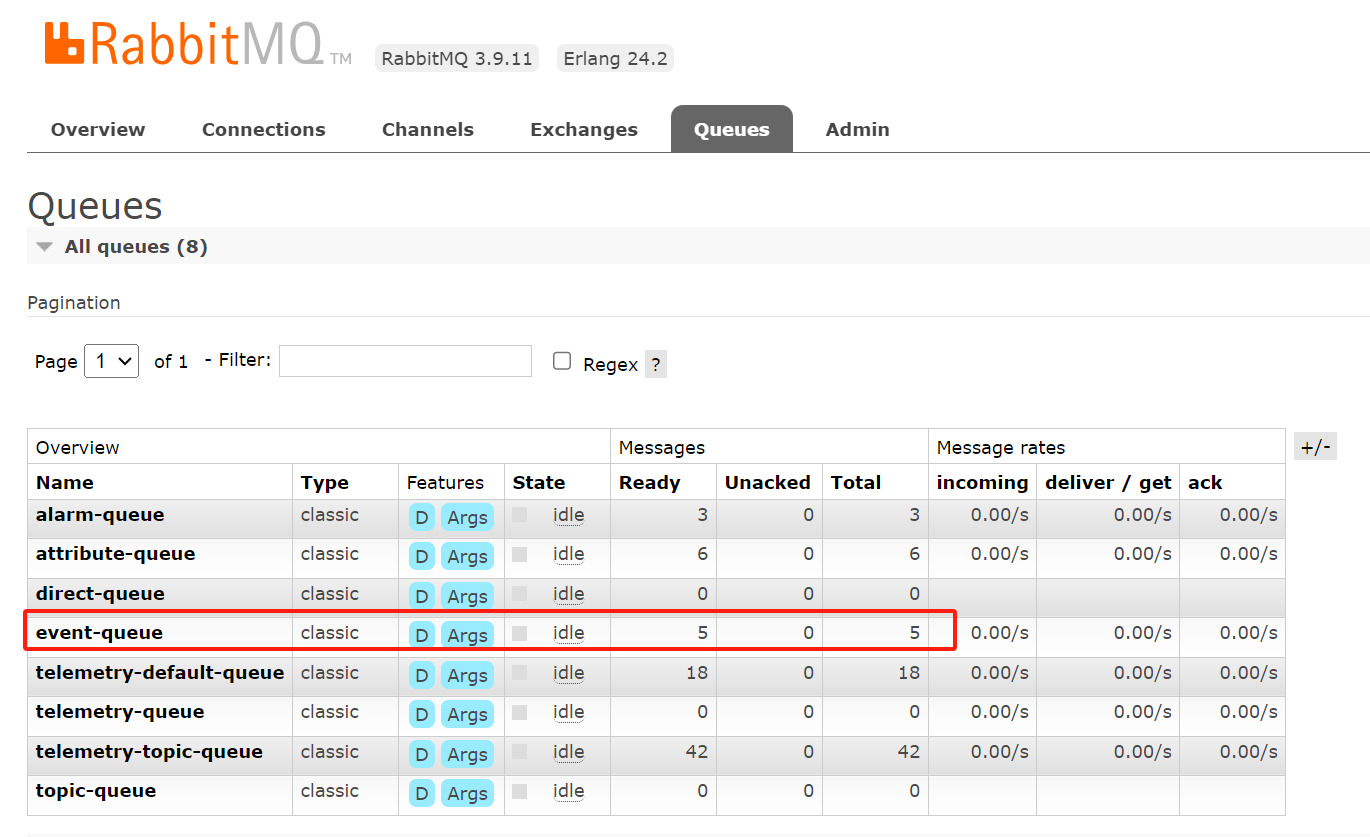 RabbitMQ TM RabbitMQ 3.9.11 Erlang 24.2
Overview Connections Channels Exchanges Queues Admin
Queues
All queues (8)
Pagination
Page 1 of 1 - Filter: Regex ?
Overview Messages Message rates +/-
Name Type Features State Ready Unacked Total incoming deliver / get ack
alarm-queue classic D Args idle 3 0 3 0.00/s 0.00/s 0.00/s
attribute-queue classic D Args idle 6 0 6 0.00/s 0.00/s 0.00/s
direct-queue classic D Args idle 0 0 0
event-queue classic D Args idle 5 0 5 0.00/s 0.00/s 0.00/s
telemetry-default-queue classic D Args idle 18 0 18 0.00/s 0.00/s 0.00/s
telemetry-queue classic D Args idle 0 0 0 0.00/s 0.00/s 0.00/s
telemetry-topic-queue classic D Args idle 42 0 42 0.00/s 0.00/s 0.00/s
topic-queue classic D Args idle 0 0 0